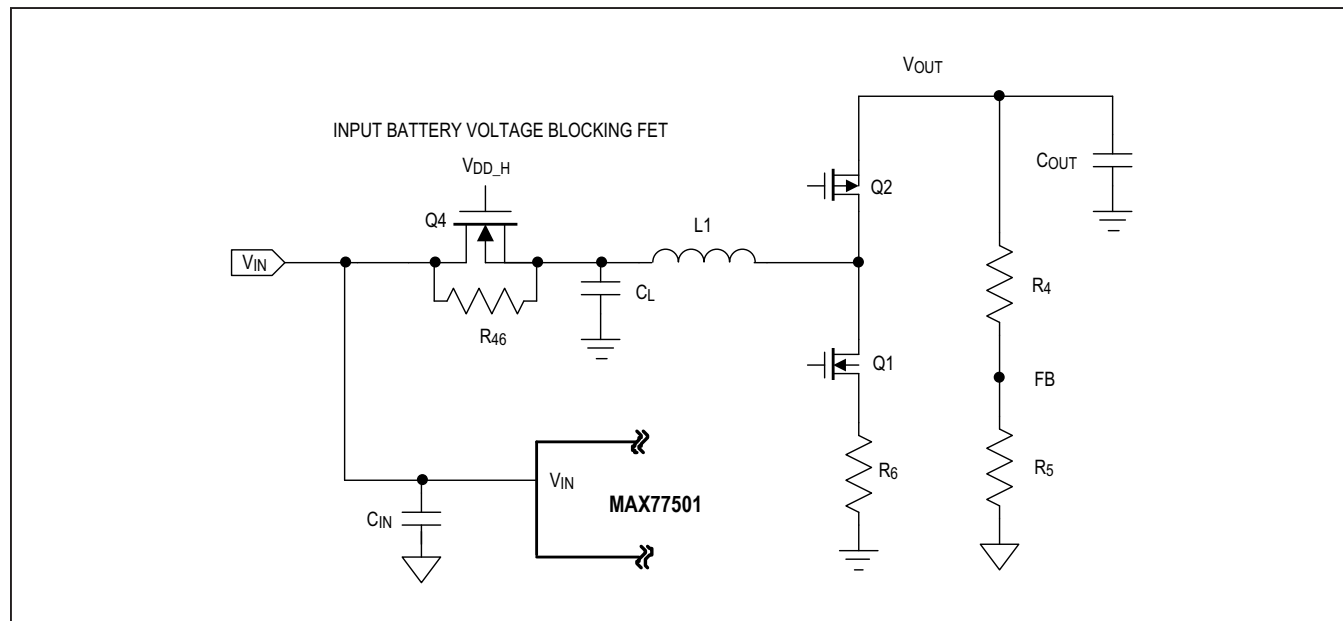 VOUT
INPUT BATTERY VOLTAGE BLOCKING FET
VDD_H
COUT
Q2
Q4
L1
VIN
R4
CL
R46
Q1
FB
R6
R5
VIN
MAX77501
CIN